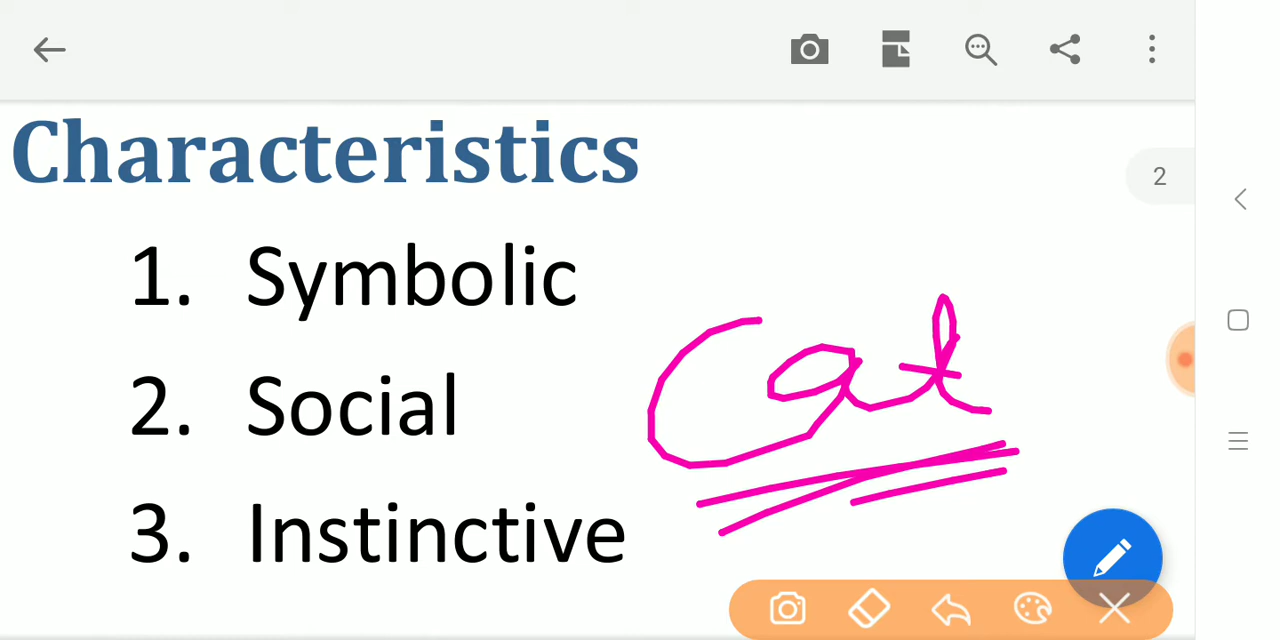 2
Characteristics
1. Symbolic
2. Social
3. Instinctive
Cat